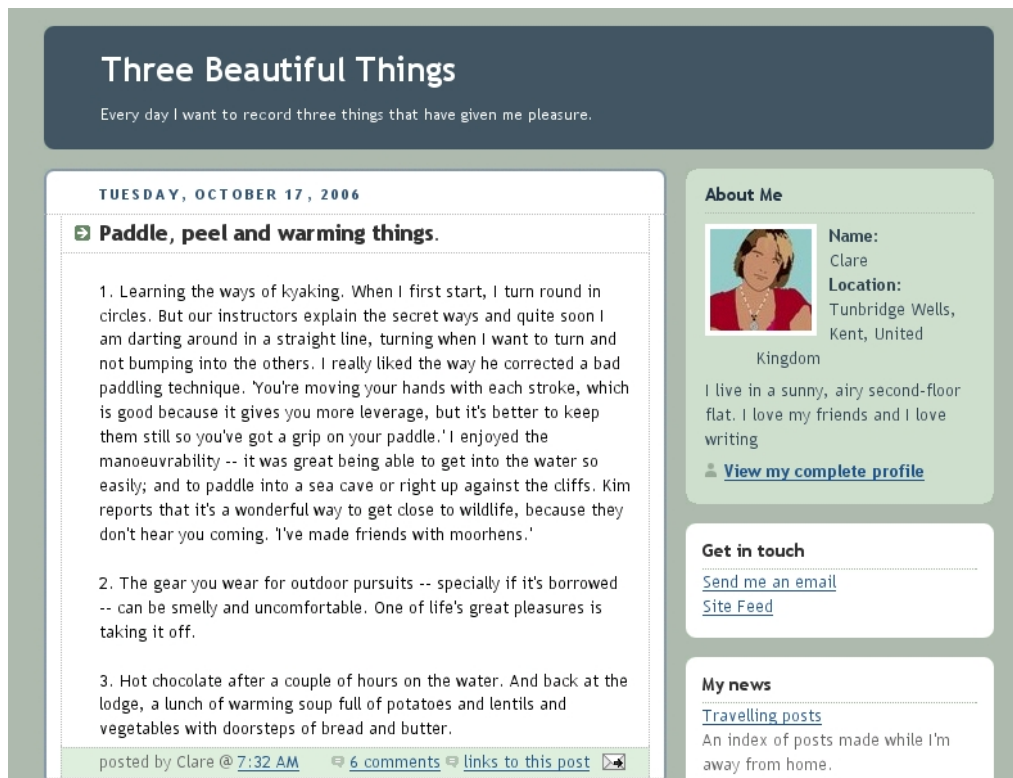 Three Beautiful Things
Every day I want to record three things that have given me pleasure.
TUESDAY, OCTOBER 17, 2006
Paddle, peel and warming things.
1. Learning the ways of kyaking. When I first start, I turn round in
circles. But our instructors explain the secret ways and quite soon I
am darting around in a straight line, turning when I want to turn and
not bumping into the others. I really liked the way he corrected a bad
paddling technique. 'You're moving your hands with each stroke, which
is good because it gives you more leverage, but it's better to keep
them still so you've got a grip on your paddle.' I enjoyed the
manoeuvrability -- it was great being able to get into the water so
easily; and to paddle into a sea cave or right up against the cliffs. Kim
reports that it's a wonderful way to get close to wildlife, because they
don't hear you coming. 'I've made friends with moorhens.'
2. The gear you wear for outdoor pursuits -- specially if it's borrowed
-- can be smelly and uncomfortable. One of life's great pleasures is
taking it off.
3. Hot chocolate after a couple of hours on the water. And back at the
lodge, a lunch of warming soup full of potatoes and lentils and
vegetables with doorsteps of bread and butter.
posted by Clare @ 7:32 AM 6 comments links to this post
About Me
Name:
Clare
Location:
Tunbridge Wells,
Kent, United
Kingdom
I live in a sunny, airy second-floor
flat. I love my friends and I love
writing
View my complete profile
Get in touch
Send me an email
Site Feed
My news
Travelling posts
An index of posts made while I'm
away from home.